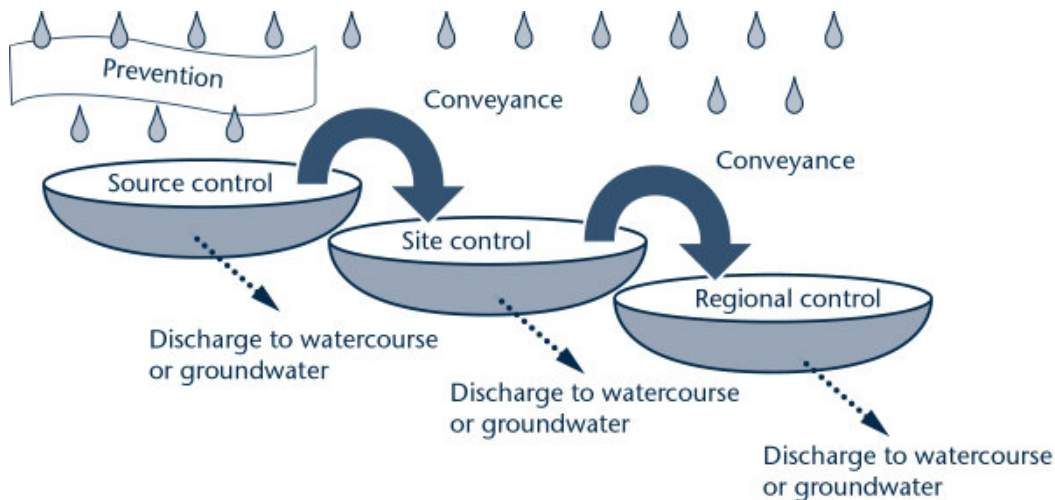 Prevention
Conveyance
Conveyance
Source control
Site control
Regional control
Discharge to watercourse
or groundwater
Discharge to watercourse
or groundwater
Discharge to watercourse
or groundwater